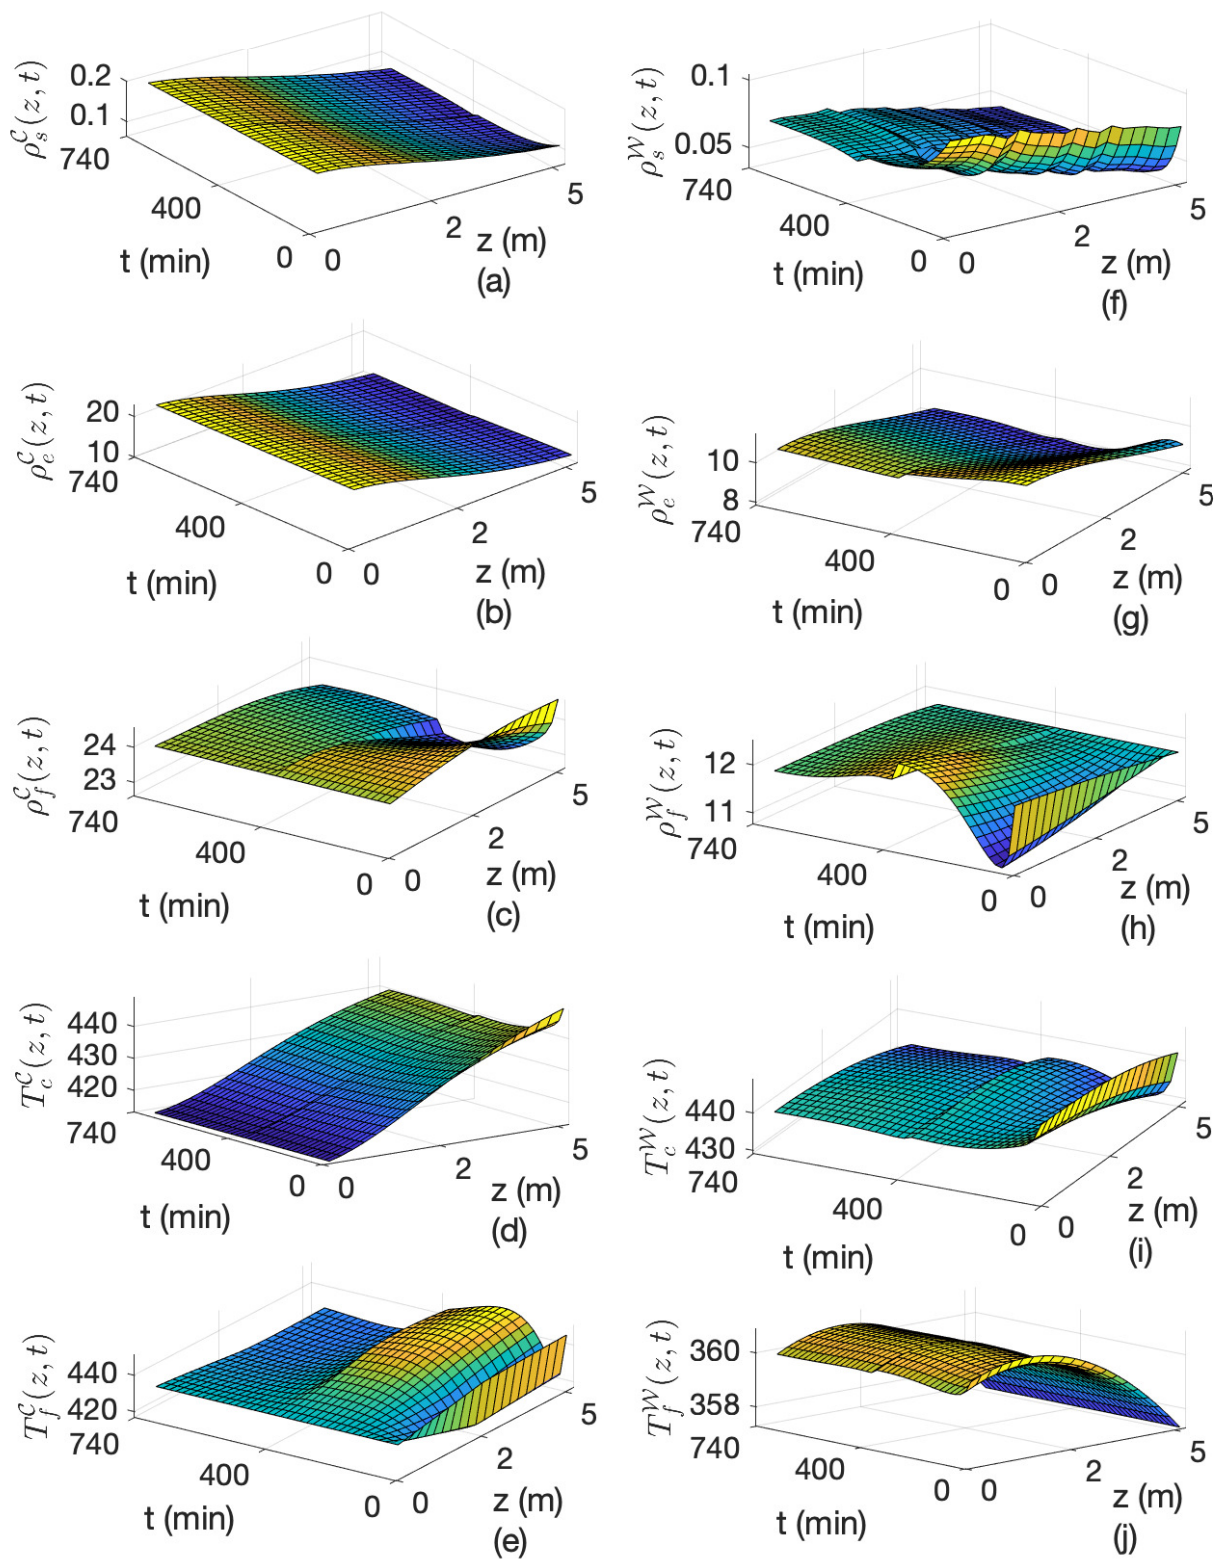 ρ_s^C(z, t)
0.2
0.1
740
400
0
t (min)
0
2
5
z (m)
(a)
ρ_s^W(z, t)
0.1
0.05
740
400
0
t (min)
0
2
5
z (m)
(f)
ρ_e^C(z, t)
20
10
740
400
0
t (min)
0
2
5
z (m)
(b)
ρ_e^W(z, t)
10
8
740
400
0
t (min)
0
2
5
z (m)
(g)
ρ_f^C(z, t)
24
23
740
400
0
t (min)
0
2
5
z (m)
(c)
ρ_f^W(z, t)
12
11
740
400
0
t (min)
0
2
5
z (m)
(h)
T_c^C(z, t)
440
430
420
740
400
0
t (min)
0
2
5
z (m)
(d)
T_c^W(z, t)
440
430
740
400
0
t (min)
0
2
5
z (m)
(i)
T_f^C(z, t)
440
420
740
400
0
t (min)
0
2
5
z (m)
(e)
T_f^W(z, t)
360
358
740
400
0
t (min)
0
2
5
z (m)
(j)